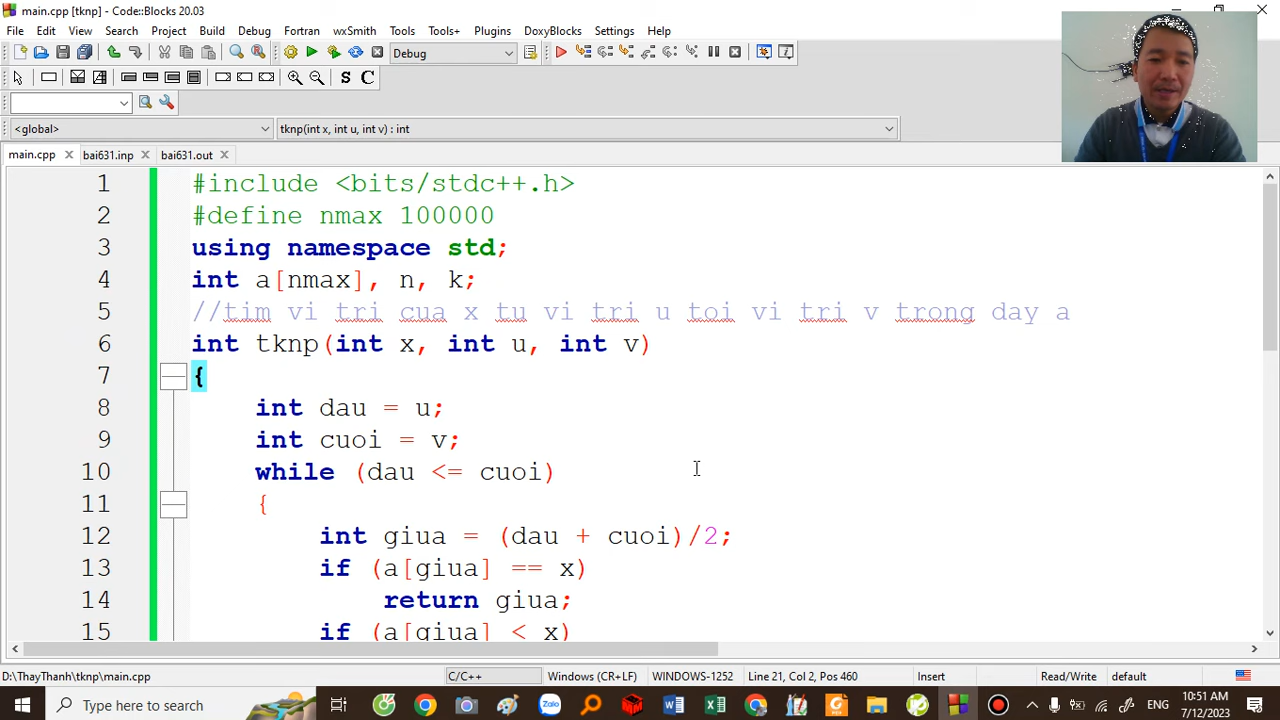 main.cpp [tknp] - Code::Blocks 20.03
File Edit View Search Project Build Debug Fortran wxSmith Tools Tools+ Plugins DoxyBlocks Settings Help
Debug
S C
<global> tknp(int x, int u, int v) : int
main.cpp bai631.inp bai631.out
1 #include <bits/stdc++.h>
2 #define nmax 100000
3 using namespace std;
4 int a[nmax], n, k;
5 //tim vi tri cua x tu vi tri u toi vi tri v trong day a
6 int tknp(int x, int u, int v)
7 {
8 int dau = u;
9 int cuoi = v;
10 while (dau <= cuoi)
11 {
12 int giua = (dau + cuoi)/2;
13 if (a[giua] == x)
14 return giua;
15 if (a[giua] < x)
D:\ThayThanh\tknp\main.cpp C/C++ Windows (CR+LF) WINDOWS-1252 Line 21, Col 2, Pos 460 Insert Read/Write default
Type here to search Zalo ENG 10:51 AM
7/12/2023